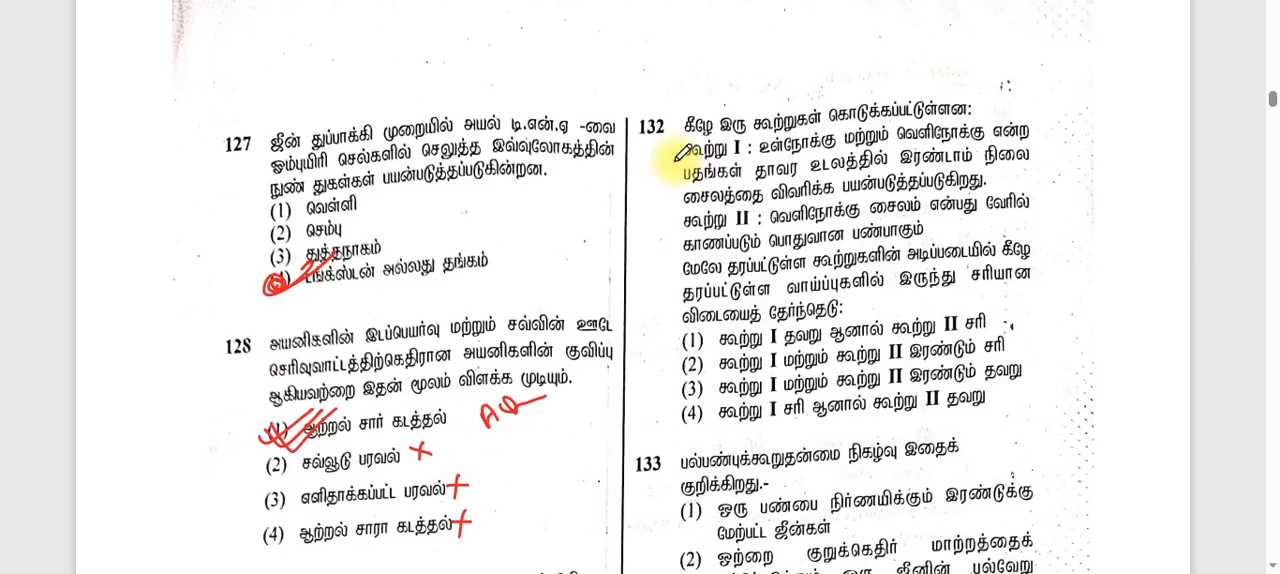 127 ஜீன் துப்பாக்கி முறையில் அயல் டி.என்.ஏ -வை
ஓம்புயிரி செல்களில் செலுத்த இவ்வுலோகத்தின்
நுண் துகள்கள் பயன்படுத்தப்படுகின்றன.
(1) வெள்ளி
(2) செம்பு
(3) துத்தநாகம்
(4) டங்க்ஸ்டன் அல்லது தங்கம்
128 அயனிகளின் இடப்பெயர்வு மற்றும் சவ்வின் ஊடே
செரிவுவாட்டத்திற்கெதிரான அயனிகளின் குவிப்பு
ஆகியவற்றை இதன் மூலம் விளக்க முடியும்.
(1) ஆற்றல் சார் கடத்தல்
(2) சவ்வூடு பரவல்
(3) எளிதாக்கப்பட்ட பரவல்
(4) ஆற்றல் சாரா கடத்தல்
132 கீழே இரு கூற்றுகள் கொடுக்கப்பட்டுள்ளன:
கூற்று I : உள்நோக்கு மற்றும் வெளிநோக்கு என்ற
பதங்கள் தாவர உடலத்தில் இரண்டாம் நிலை
சைலத்தை விவரிக்க பயன்படுத்தப்படுகிறது.
கூற்று II : வெளிநோக்கு சைலம் என்பது வேரில்
காணப்படும் பொதுவான பண்பாகும்
மேலே தரப்பட்டுள்ள கூற்றுகளின் அடிப்படையில் கீழே
தரப்பட்டுள்ள வாய்ப்புகளில் இருந்து சரியான
விடையைத் தேர்ந்தெடு:
(1) கூற்று I தவறு ஆனால் கூற்று II சரி
(2) கூற்று I மற்றும் கூற்று II இரண்டும் சரி
(3) கூற்று I மற்றும் கூற்று II இரண்டும் தவறு
(4) கூற்று I சரி ஆனால் கூற்று II தவறு
133 பல்பண்புக்கூறுதன்மை நிகழ்வு இதைக்
குறிக்கிறது.-
(1) ஒரு பண்பை நிர்ணயிக்கும் இரண்டுக்கு
மேற்பட்ட ஜீன்கள்
(2) ஒற்றை குறுக்கெதிர் மாற்றத்தைக்
ஒரு ஜீனின் பல்வேறு